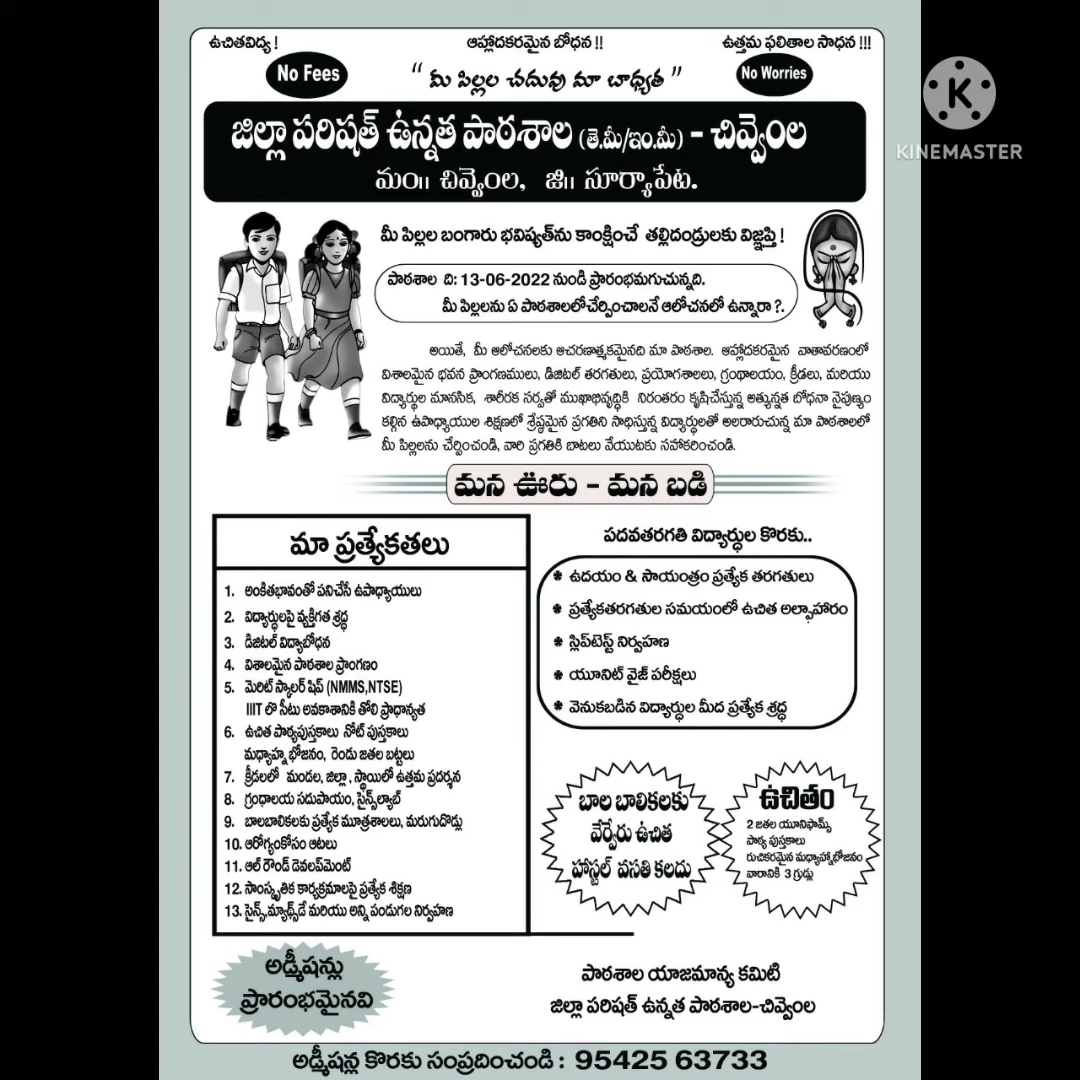 ఉచితవిద్య !
ఆహ్లాదకరమైన బోధన !!
ఉత్తమ ఫలితాల సాధన !!!
No Fees
“ మీ పిల్లల చదువు మా బాధ్యత ”
No Worries
జిల్లా పరిషత్ ఉన్నత పాఠశాల (తె.మీ/ఇం.మీ) - చివ్వెంల
మం॥ చివ్వెంల, జి॥ సూర్యాపేట.
KINEMASTER
మీ పిల్లల బంగారు భవిష్యత్‌ను కాంక్షించే తల్లిదండ్రులకు విజ్ఞప్తి !
పాఠశాల ది: 13-06-2022 నుండి ప్రారంభమగుచున్నది.
మీ పిల్లలను ఏ పాఠశాలలోచేర్పించాలనే ఆలోచనలో ఉన్నారా ?.
అయితే, మీ ఆలోచనలకు ఆచరణాత్మకమైనది మా పాఠశాల. ఆహ్లాదకరమైన వాతావరణంలో
విశాలమైన భవన ప్రాంగణములు, డిజిటల్ తరగతులు, ప్రయోగశాలలు, గ్రంథాలయం, క్రీడలు, మరియు
విద్యార్థుల మానసిక, శారీరక సర్వతో ముఖాభివృద్ధికి నిరంతరం కృషిచేస్తున్న అత్యున్నత బోధనా నైపుణ్యం
కల్గిన ఉపాధ్యాయుల శిక్షణలో శ్రేష్ఠమైన ప్రగతిని సాధిస్తున్న విద్యార్థులతో అలరారుచున్న మా పాఠశాలలో
మీ పిల్లలను చేర్పించండి, వారి ప్రగతికి బాటలు వేయుటకు సహాకరించండి.
మన ఊరు - మన బడి
మా ప్రత్యేకతలు
1. అంకితభావంతో పనిచేసే ఉపాధ్యాయులు
2. విద్యార్థులపై వ్యక్తిగత శ్రద్ధ
3. డిజిటల్ విద్యాబోధన
4. విశాలమైన పాఠశాల ప్రాంగణం
5. మెరిట్ స్కాలర్ షిప్ (NMMS,NTSE)
IIIT లొ సీటు అవకాశానికి తోలి ప్రాధాన్యత
6. ఉచిత పాఠ్యపుస్తకాలు నోట్ పుస్తకాలు
మధ్యాహ్న భోజనం, రెండు జతల బట్టలు
7. క్రీడలలో మండల, జిల్లా, స్థాయిలో ఉత్తమ ప్రదర్శన
8. గ్రంధాలయ సదుపాయం, సైన్స్‌ల్యాబ్
9. బాలబాలికలకు ప్రత్యేక మూత్రశాలలు, మరుగుదొడ్లు
10. ఆరోగ్యంకోసం ఆటలు
11. ఆల్ రౌండ్ డెవలప్‌మెంట్
12. సాంస్కృతిక కార్యక్రమాలపై ప్రత్యేక శిక్షణ
13. సైన్స్,మ్యాథ్స్‌డే మరియు అన్ని పండుగల నిర్వహణ
పదవతరగతి విద్యార్థుల కొరకు..
* ఉదయం & సాయంత్రం ప్రత్యేక తరగతులు
* ప్రత్యేకతరగతుల సమయంలో ఉచిత అల్పాహారం
* స్లిప్‌టెస్ట్ నిర్వహణ
* యూనిట్ వైజ్ పరీక్షలు
* వెనుకబడిన విద్యార్థుల మీద ప్రత్యేక శ్రద్ధ
బాల బాలికలకు
వేర్వేరు ఉచిత
హాస్టల్ వసతి కలదు
ఉచితం
2 జతల యూనిఫామ్స్
పాఠ్య పుస్తకాలు
రుచికరమైన మధ్యాహ్నభోజనం
వారానికి 3 గ్రుడ్లు
అడ్మీషన్లు
ప్రారంభమైనవి
పాఠశాల యాజమాన్య కమిటి
జిల్లా పరిషత్ ఉన్నత పాఠశాల-చివ్వెంల
అడ్మీషన్ల కొరకు సంప్రదించండి : 95425 63733